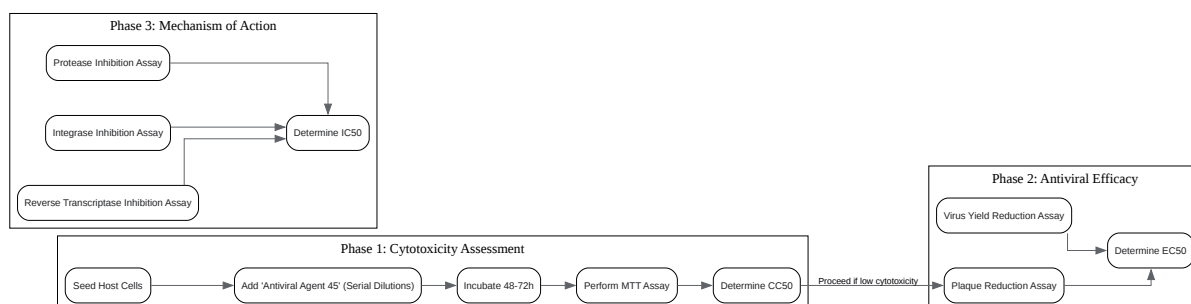 Phase 3: Mechanism of Action
Protease Inhibition Assay
Integrase Inhibition Assay
Determine IC50
Reverse Transcriptase Inhibition Assay
Phase 2: Antiviral Efficacy
Virus Yield Reduction Assay
Determine EC50
Plaque Reduction Assay
Phase 1: Cytotoxicity Assessment
Seed Host Cells
Add 'Antiviral Agent 45' (Serial Dilutions)
Incubate 48-72h
Perform MTT Assay
Determine CC50
Proceed if low cytotoxicity